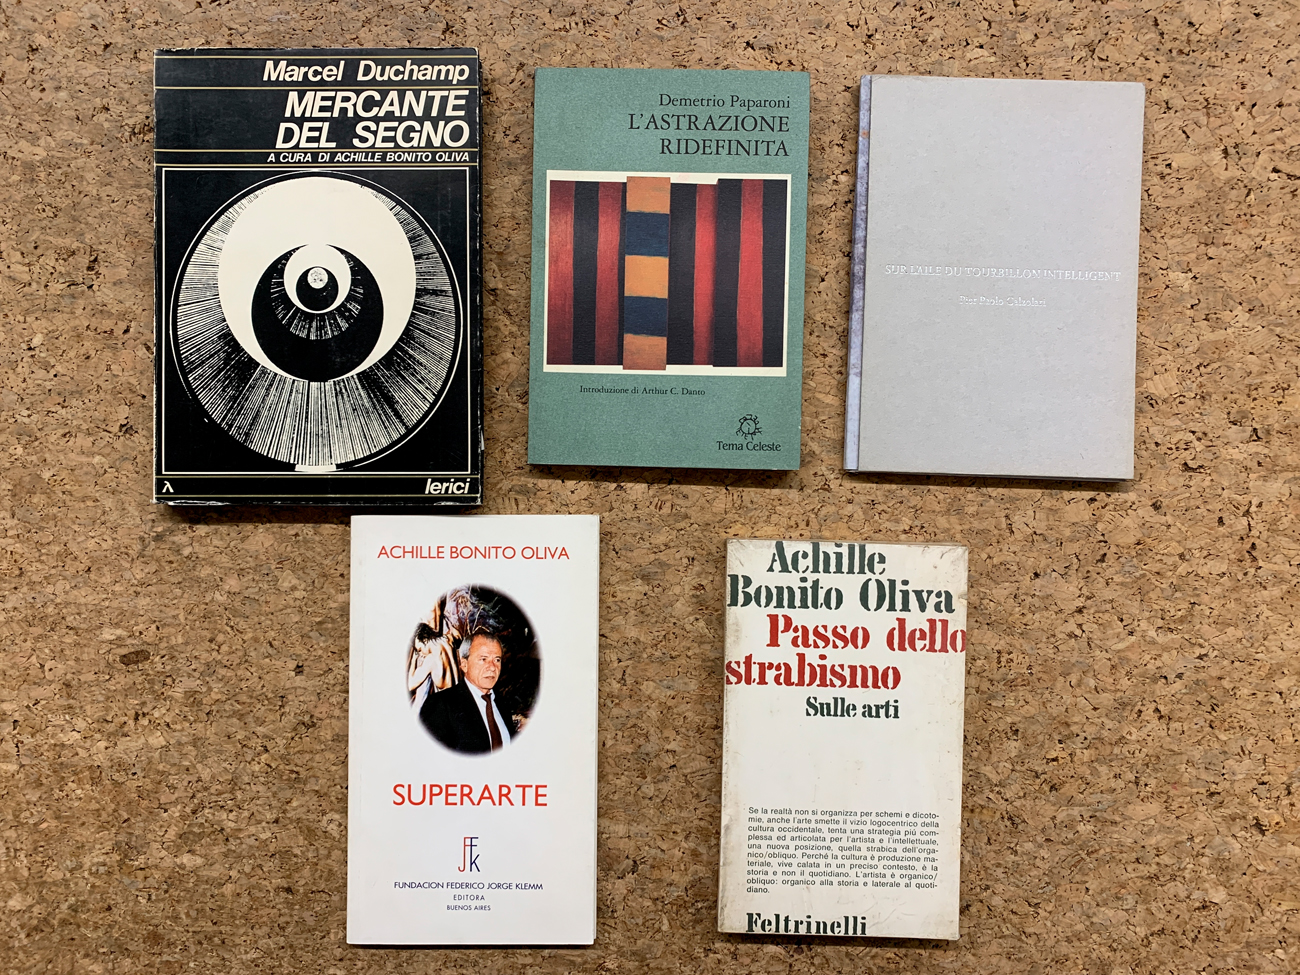 Marcel Duchamp
MERCANTE
DEL SEGNO
A CURA DI ACHILLE BONITO OLIVA
λ
lerici
Demetrio Paparoni
L'ASTRAZIONE
RIDEFINITA
Introduzione di Arthur C. Danto
Tema Celeste
SUR L'AILE DU TOURBILLON INTELLIGENT
Pier Paolo Calzolari
ACHILLE BONITO OLIVA
SUPERARTE
FFK
FUNDACION FEDERICO JORGE KLEMM
EDITORA
BUENOS AIRES
Achille
Bonito Oliva
Passo dello
strabismo
Sulle arti
Se la realtà non si organizza per schemi e dicoto-
mie, anche l'arte smette il vizio logocentrico della
cultura occidentale, tenta una strategia più com-
plessa ed articolata per l'artista e l'intellettuale,
una nuova posizione, quella strabica dell'orga-
nico/obliquo. Perché la cultura è produzione ma-
teriale, vive calata in un preciso contesto, è la
storia e non il quotidiano. L'artista è organico/
obliquo: organico alla storia e laterale al quoti-
diano.
Feltrinelli